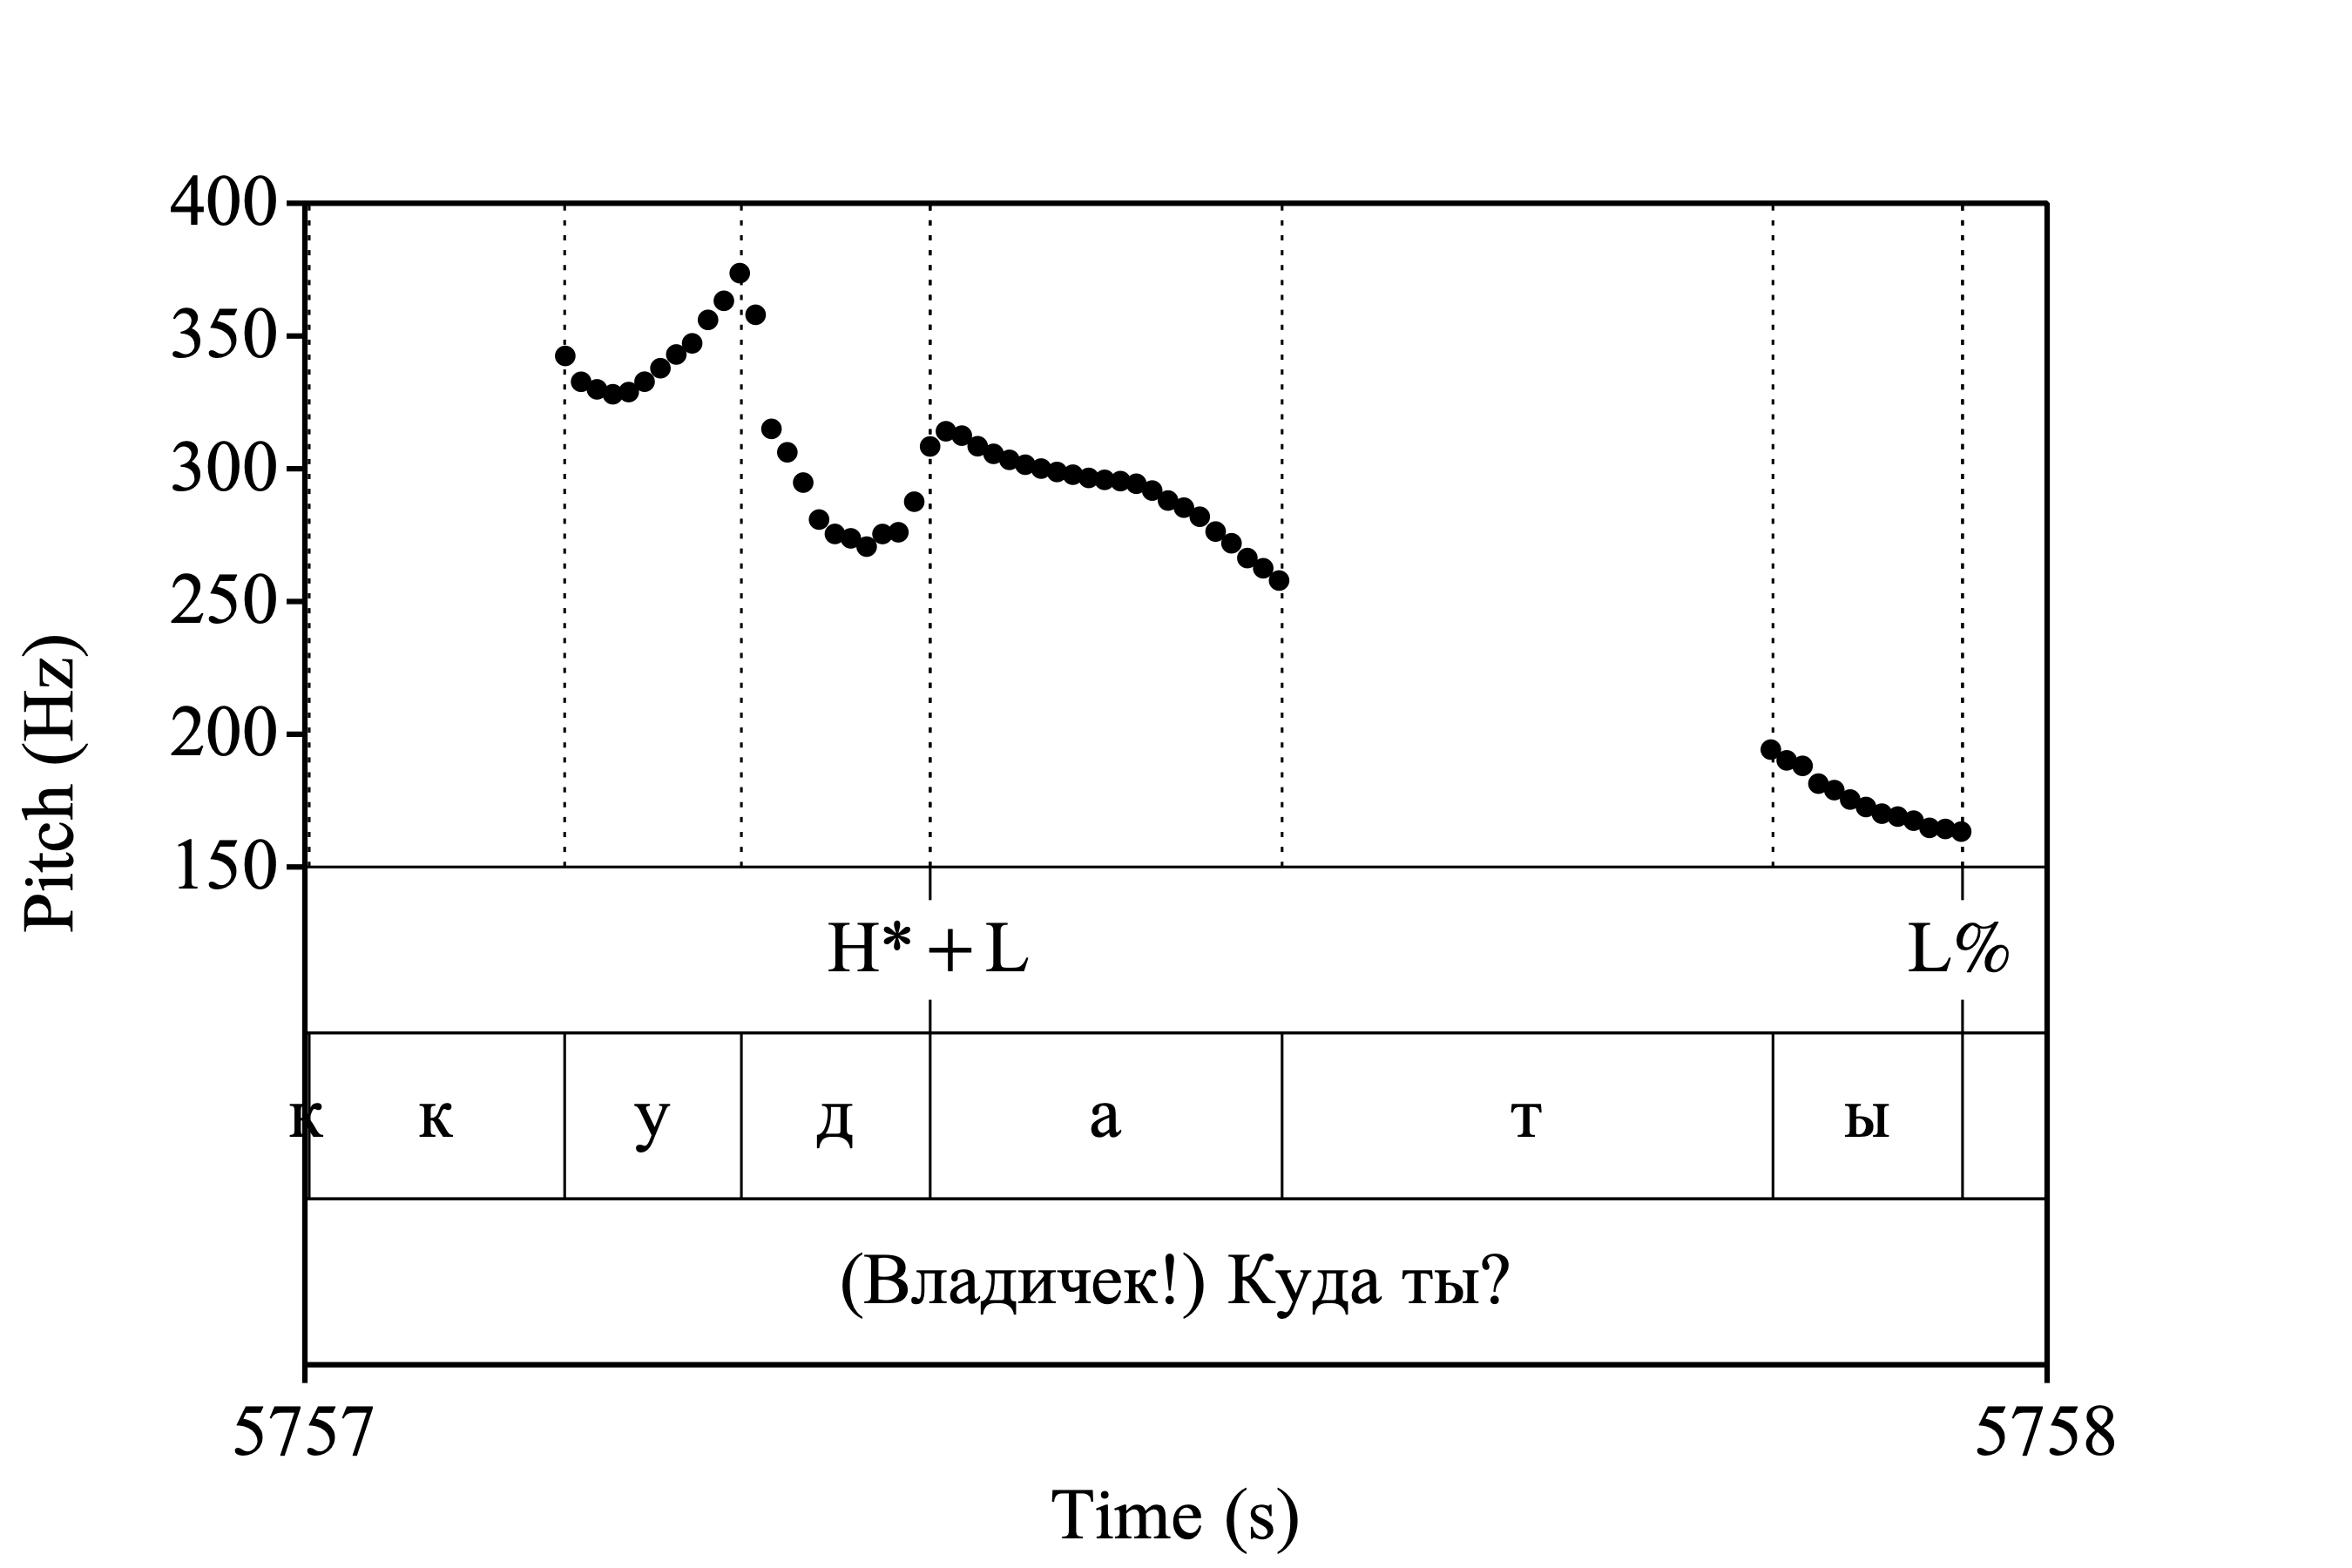 400
350
300
250
200
150
Pitch (Hz)
H*+L L%
к к у д а т ы
(Владичек!) Куда ты?
5757 5758
Time (s)